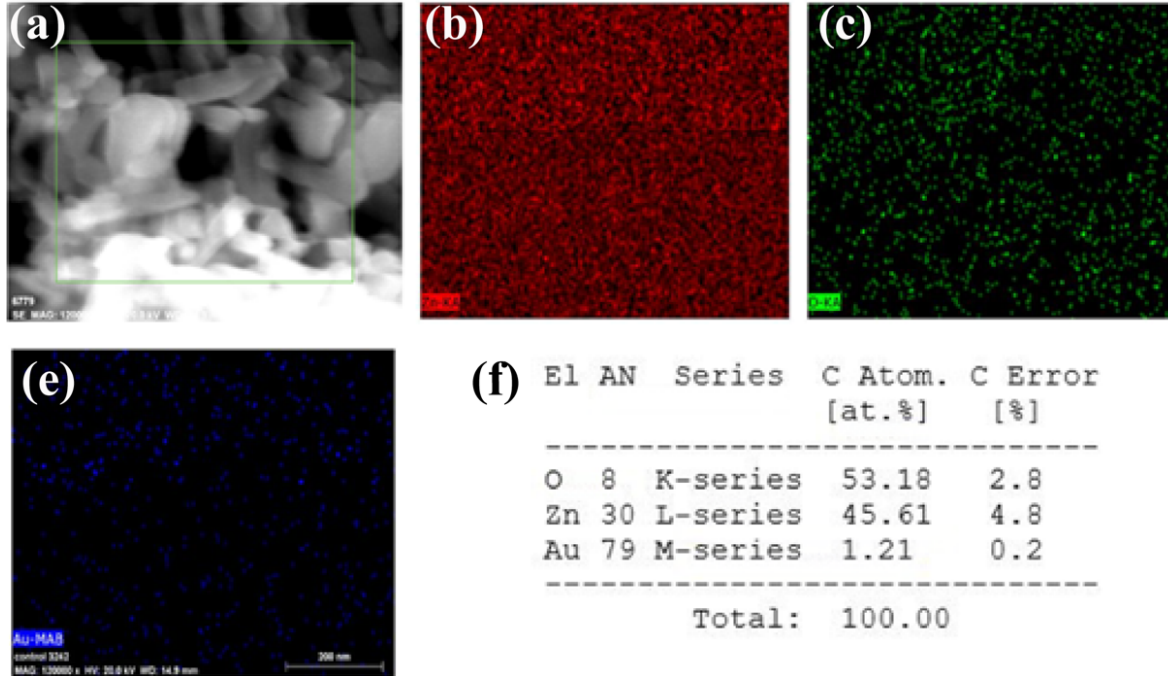 (a)
6779
SE MAG: 120000
(b)
Zn-KA
(c)
O-KA
(e)
Au-MAB
control 3242
MAG: 120000 x HV: 20.0 kV WD: 14.9 mm
200 nm
(f)
El AN Series C Atom. C Error
[at.%] [%]
O 8 K-series 53.18 2.8
Zn 30 L-series 45.61 4.8
Au 79 M-series 1.21 0.2
Total: 100.00